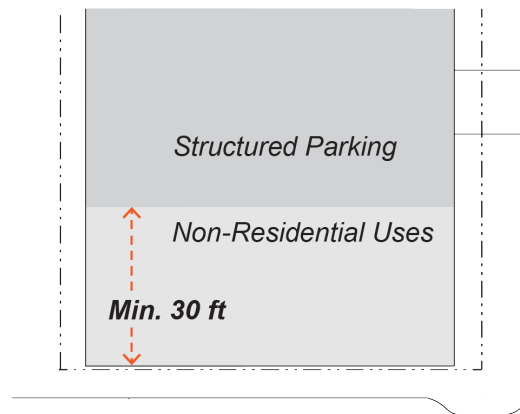 Structured Parking
Non-Residential Uses
Min. 30 ft